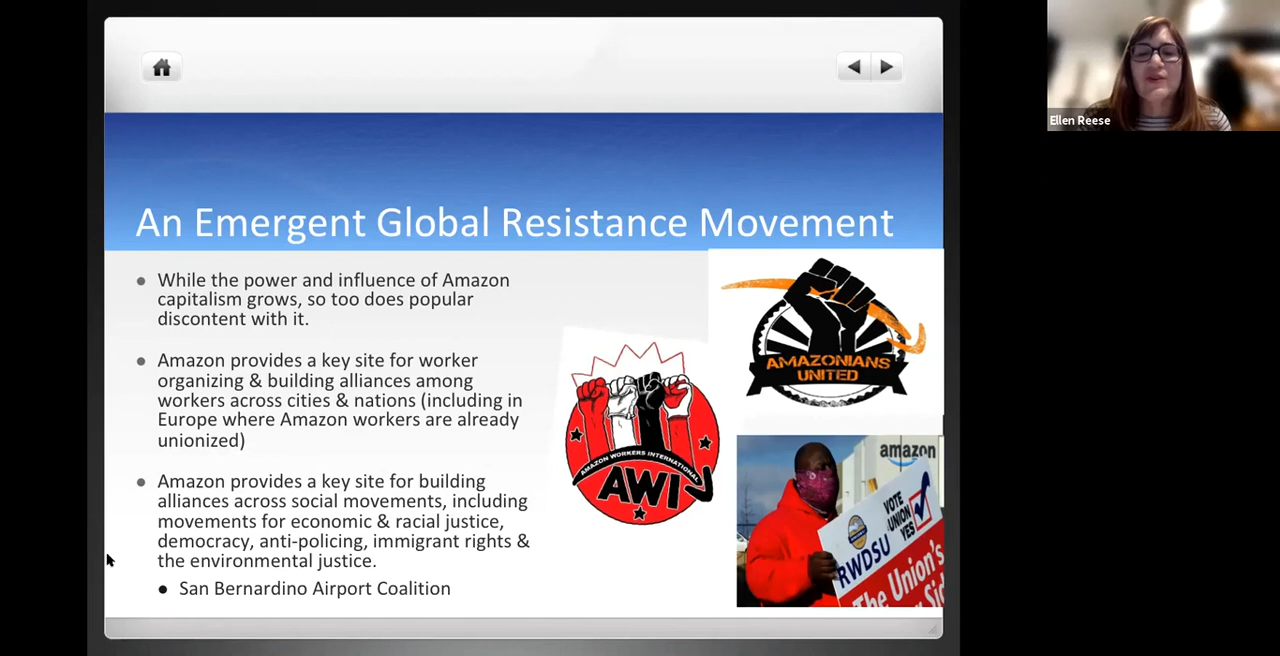 An Emergent Global Resistance Movement
While the power and influence of Amazon
capitalism grows, so too does popular
discontent with it.
Amazon provides a key site for worker
organizing & building alliances among
workers across cities & nations (including in
Europe where Amazon workers are already
unionized)
Amazon provides a key site for building
alliances across social movements, including
movements for economic & racial justice,
democracy, anti-policing, immigrant rights &
the environmental justice.
San Bernardino Airport Coalition
AMAZON WORKERS INTERNATIONAL
AWI
AMAZONIANS
UNITED
amazon
VOTE
UNION
YES
RWDSU
The Union's
Ellen Reese